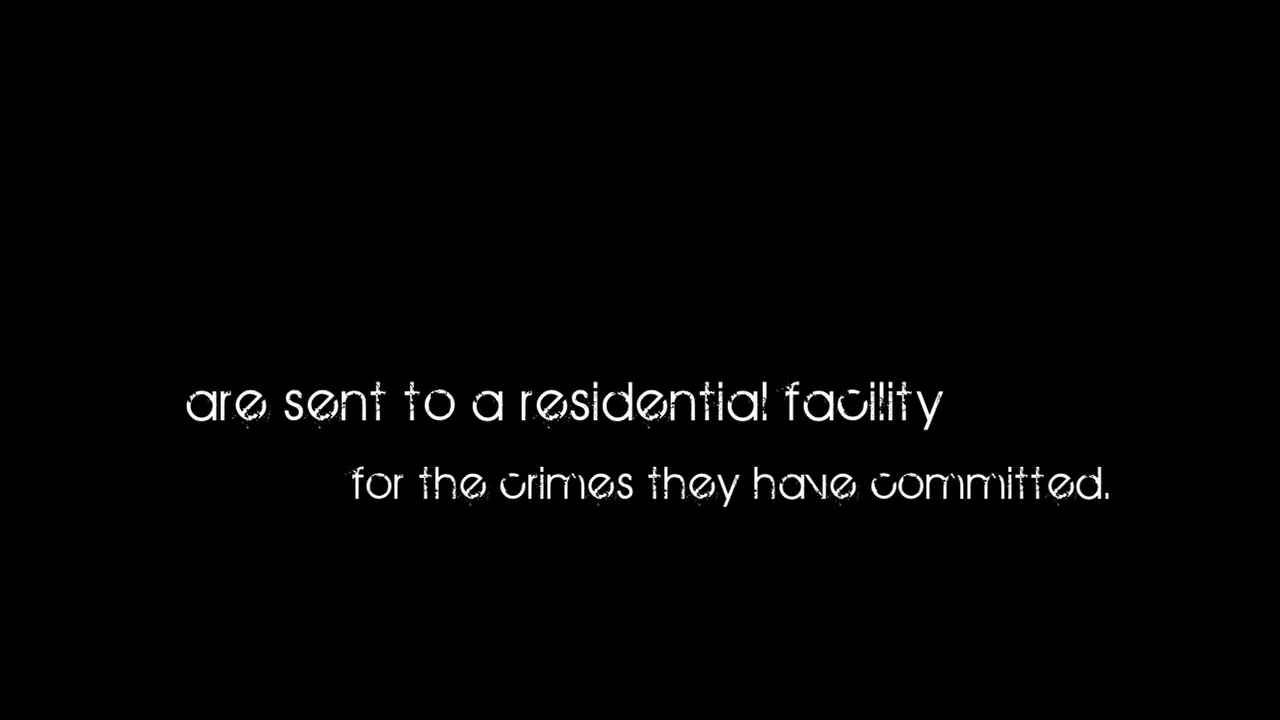 are sent to a residential facility
for the crimes they have committed.